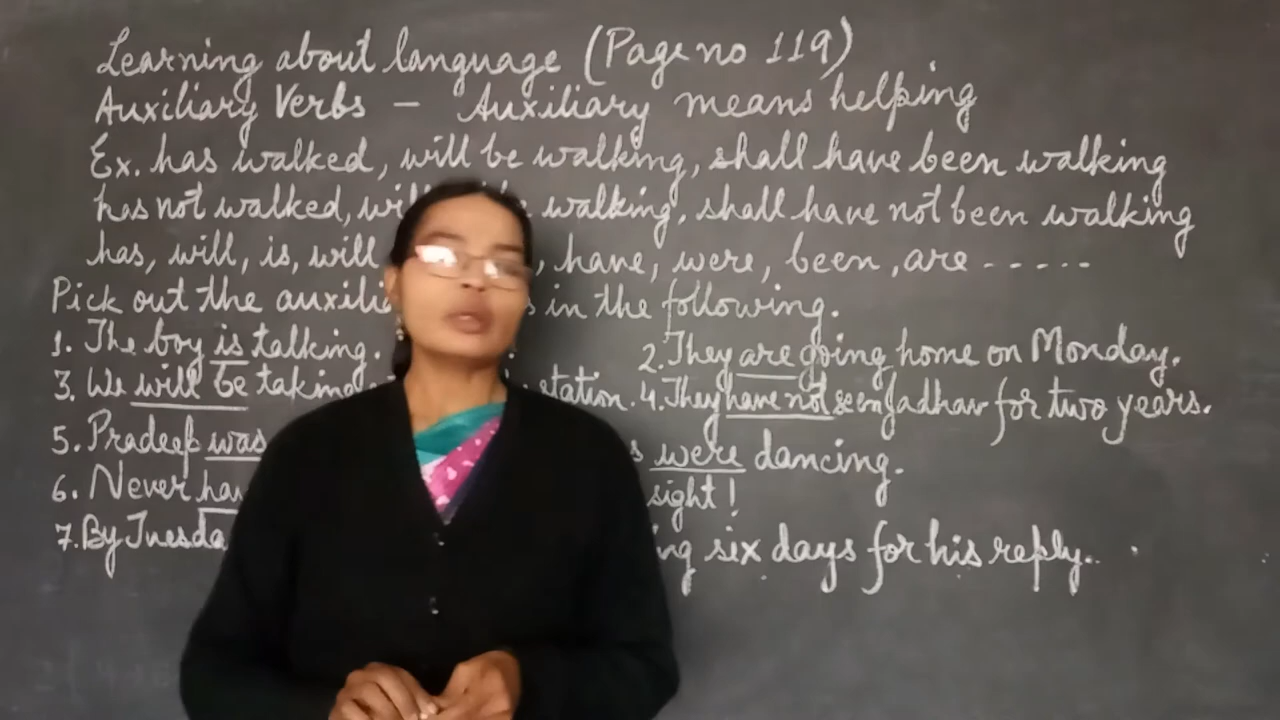 Learning about language (Page no 119)
Auxiliary Verbs – Auxiliary means helping
Ex. has walked, will be walking, shall have been walking
has not walked, walking, shall have not been walking
has, will, is, will , have, were, been, are -----
Pick out the in the following.
1. The boy is talking. 2. They are going home on Monday.
3. We will be taking station. 4. They have not seen Jadhav for two years.
5. Pradeep was were dancing.
6. Never sight!
7. By six days for his reply.